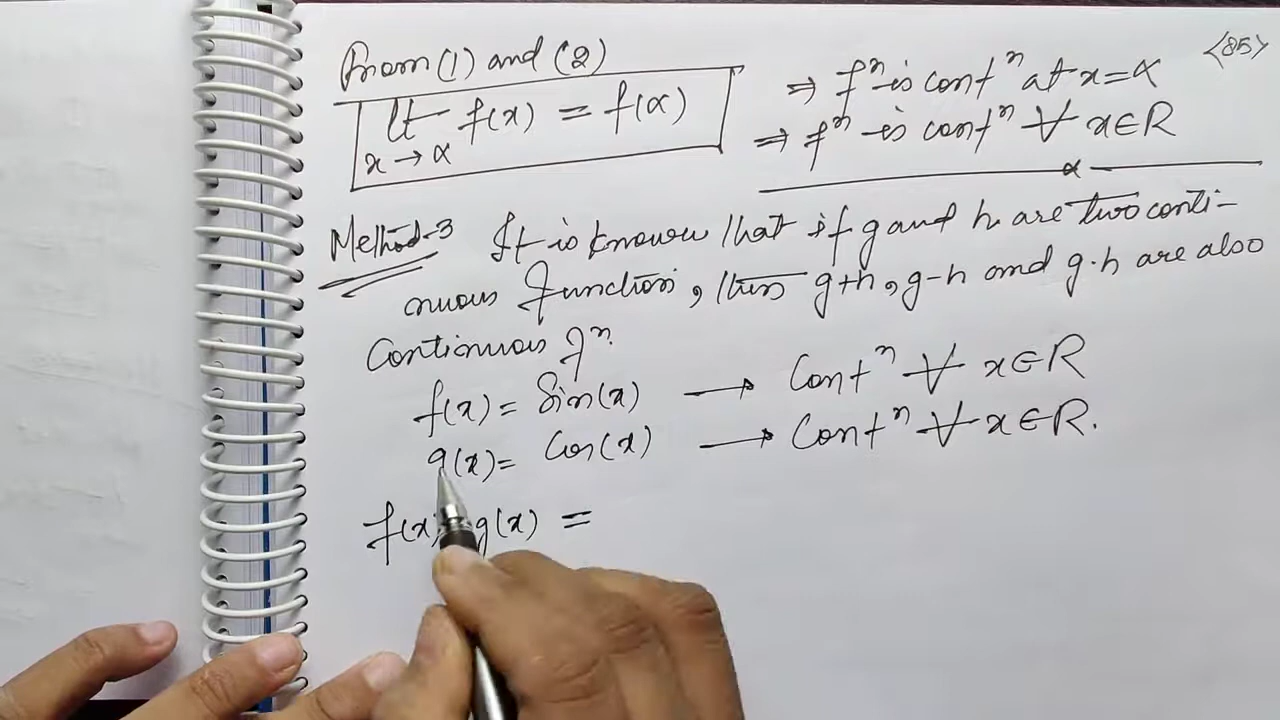 From (1) and (2)
lt f(x) = f(α)
x→α
<85>
⇒ fⁿ is contⁿ at x=α
⇒ fⁿ is contⁿ ∀ x∈R
Method-3 It is known that if g and h are two conti-
nuous function, then g+h, g-h and g.h are also
Continuous fⁿ.
f(x) = Sin(x) → Contⁿ ∀ x∈R
g(x) = Cos(x) → Contⁿ ∀ x∈R.
f(x) g(x) =